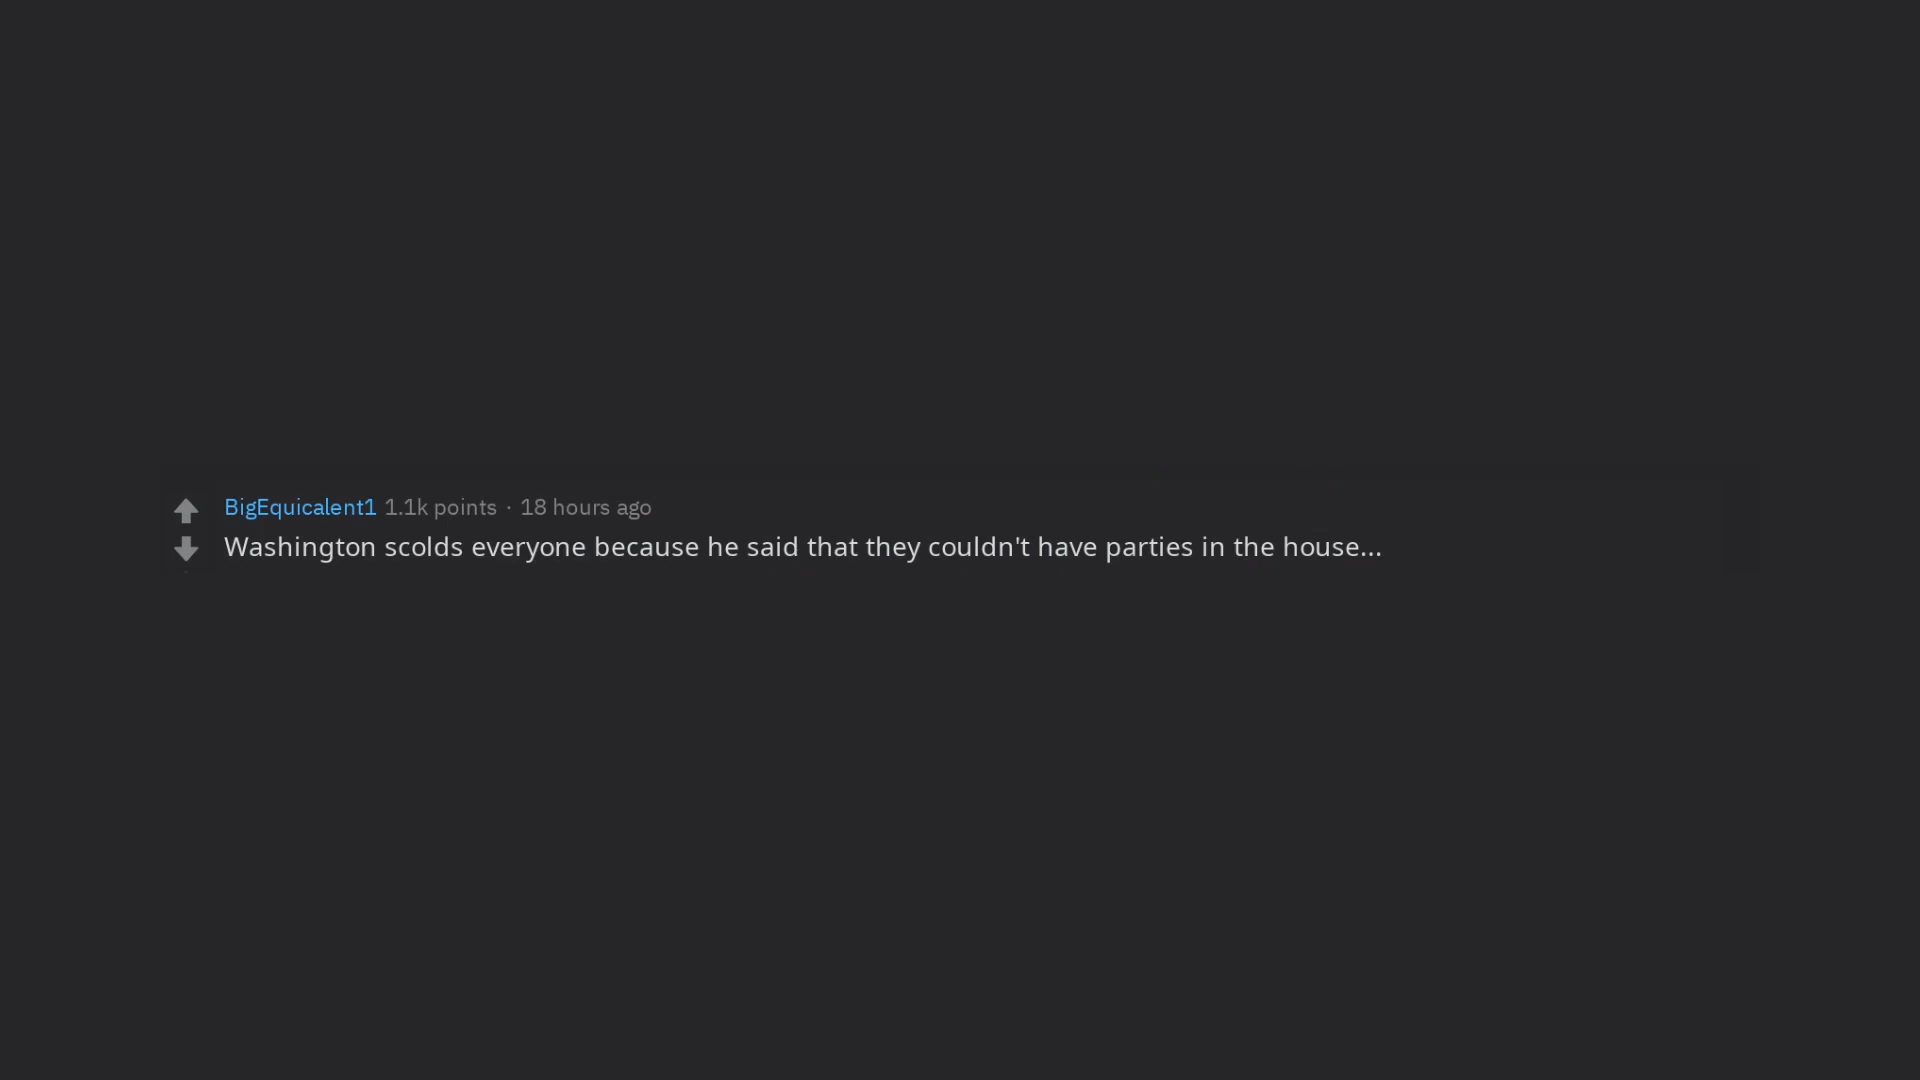 BigEquicalent1 1.1k points · 18 hours ago
Washington scolds everyone because he said that they couldn't have parties in the house...